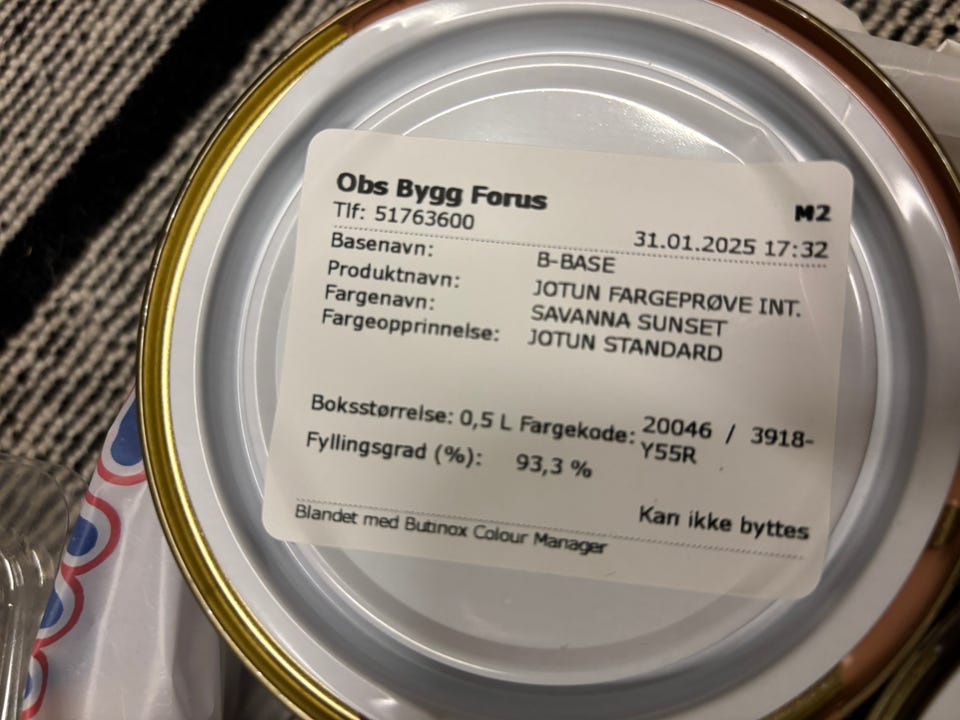 Obs Bygg Forus
M2
Tlf: 51763600
31.01.2025 17:32
Basenavn: B-BASE
Produktnavn: JOTUN FARGEPRØVE INT.
Fargenavn: SAVANNA SUNSET
Fargeopprinnelse: JOTUN STANDARD
Boksstørrelse: 0,5 L Fargekode: 20046 / 3918-
Y55R
Fyllingsgrad (%): 93,3 %
Kan ikke byttes
Blandet med Butinox Colour Manager